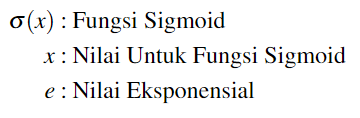 σ(x) : Fungsi Sigmoid
x : Nilai Untuk Fungsi Sigmoid
e : Nilai Eksponensial